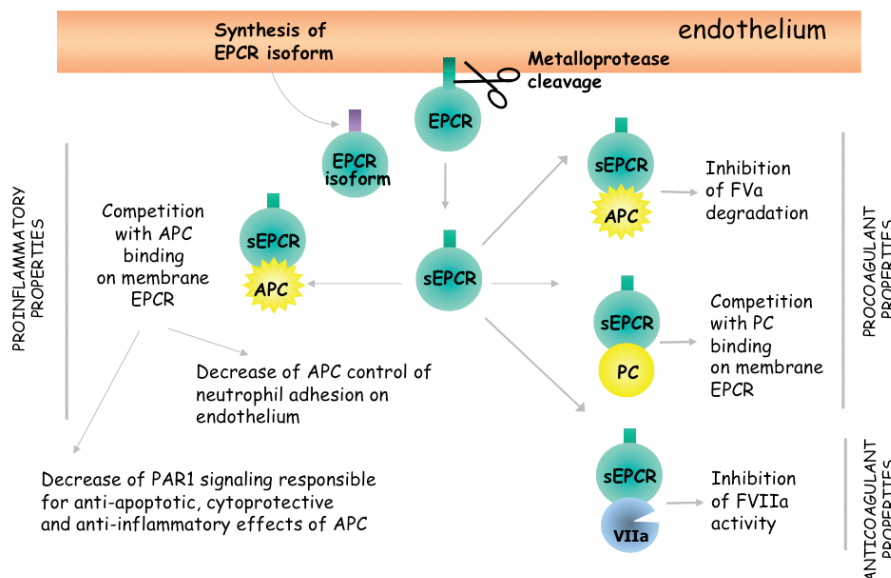 Synthesis of
EPCR isoform
endothelium
Metalloprotease
cleavage
EPCR
EPCR
isoform
sEPCR
APC
Inhibition
of FVa
degradation
PROINFLAMMATORY
PROPERTIES
Competition
with APC
binding
on membrane
EPCR
sEPCR
APC
sEPCR
sEPCR
PC
Competition
with PC
binding
on membrane
EPCR
PROCOAGULANT
PROPERTIES
Decrease of APC control of
neutrophil adhesion on
endothelium
Decrease of PAR1 signaling responsible
for anti-apoptotic, cytoprotective
and anti-inflammatory effects of APC
sEPCR
VIIa
Inhibition
of FVIIa
activity
ANTICOAGULANT
PROPERTIES